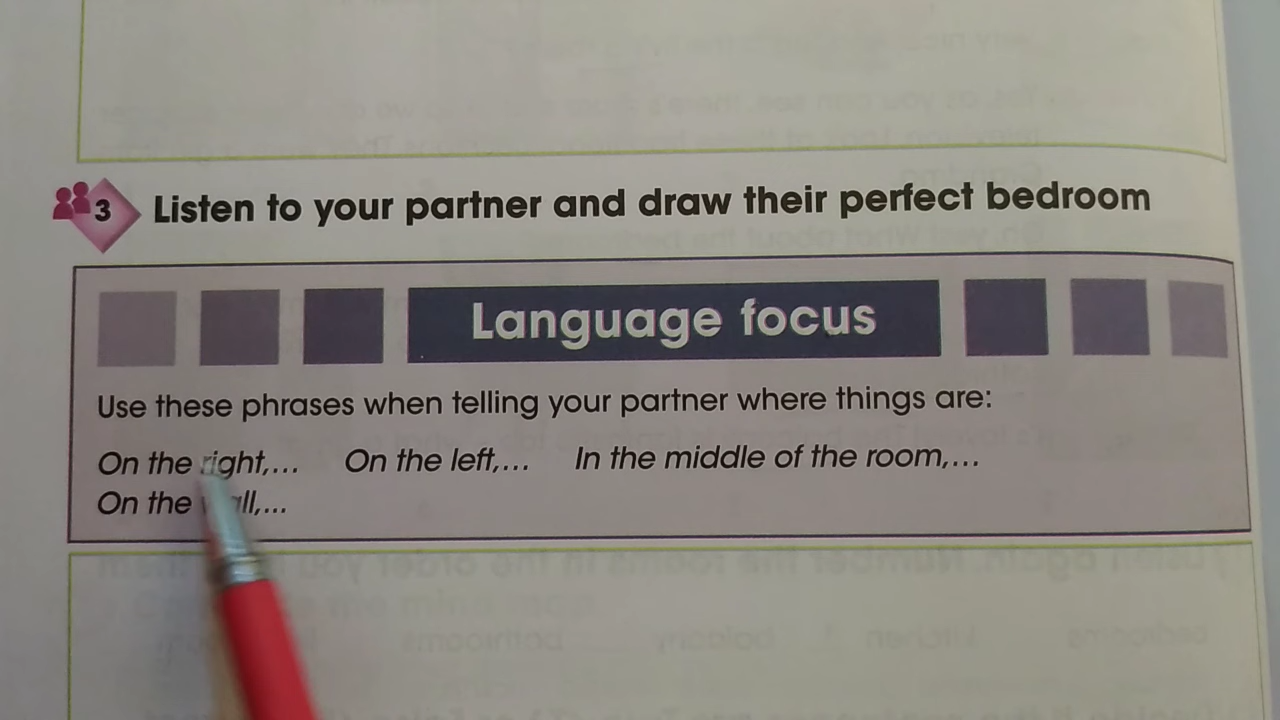 3 Listen to your partner and draw their perfect bedroom
Language focus
Use these phrases when telling your partner where things are:
On the right,... On the left,... In the middle of the room,...
On the wall,...